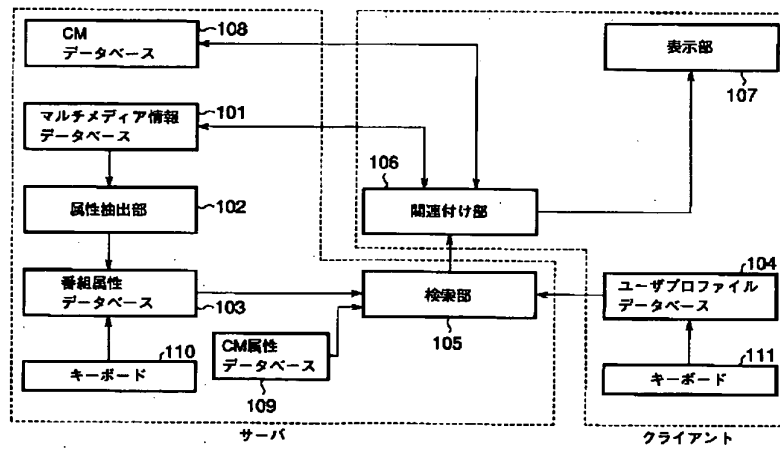 CM
データベース
108
表示部
107
マルチメディア情報
データベース
101
106
属性抽出部
102
関連付け部
番組属性
データベース
103
検索部
105
104
ユーザプロファイル
データベース
110
キーボード
CM属性
データベース
109
111
キーボード
サーバ
クライアント